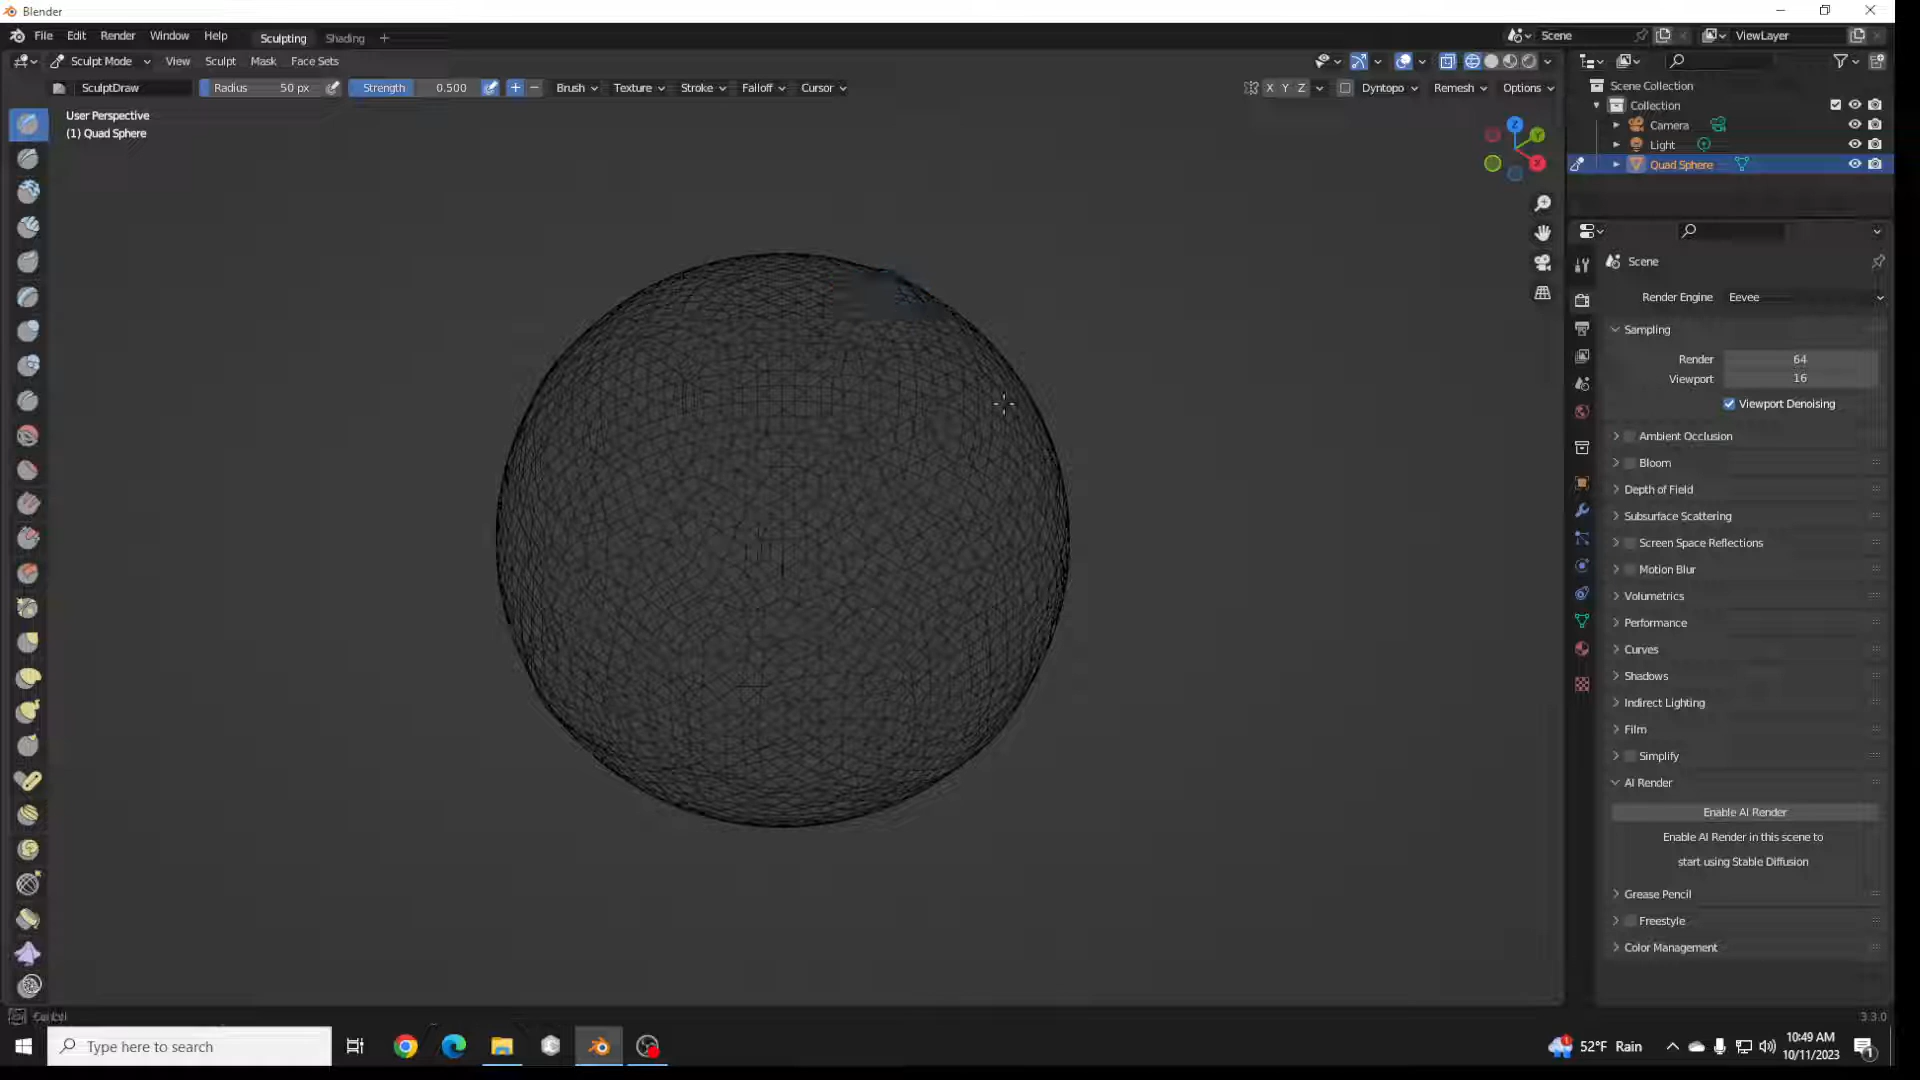 Blender
File Edit Render Window Help Sculpting Shading + Scene ViewLayer
Sculpt Mode View Sculpt Mask Face Sets
SculptDraw Radius 50 px Strength 0.500 + − Brush Texture Stroke Falloff Cursor X Y Z Dyntopo Remesh Options
User Perspective
(1) Quad Sphere
Z
Y
X
Scene Collection
Collection
Camera
Light
Quad Sphere
Scene
Render Engine Eevee
Sampling
Render 64
Viewport 16
Viewport Denoising
Ambient Occlusion
Bloom
Depth of Field
Subsurface Scattering
Screen Space Reflections
Motion Blur
Volumetrics
Performance
Curves
Shadows
Indirect Lighting
Film
Simplify
AI Render
Enable AI Render
Enable AI Render in this scene to
start using Stable Diffusion
Grease Pencil
Freestyle
Color Management
3.3.0
Type here to search
52°F Rain
10:49 AM
10/11/2023
1